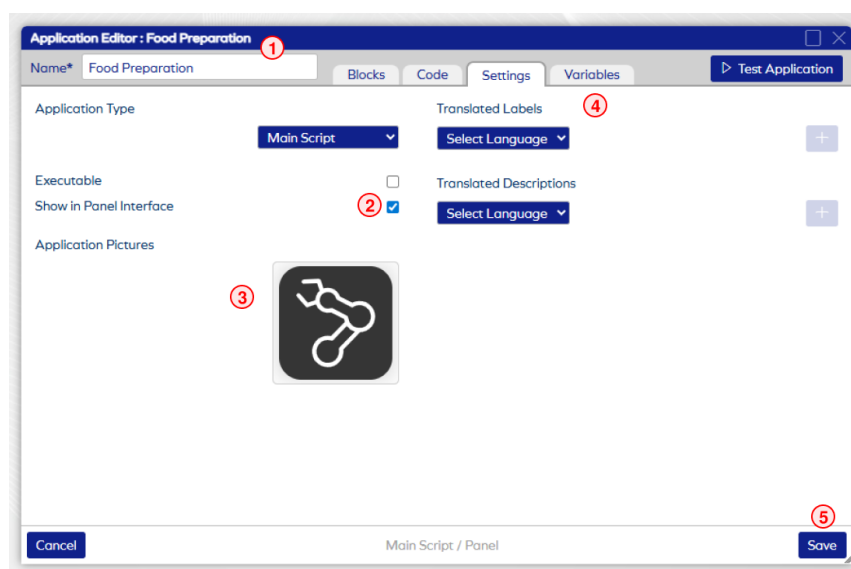 Application Editor : Food Preparation
1
Name* Food Preparation Blocks Code Settings Variables Test Application
Application Type Translated Labels 4
Main Script Select Language +
Executable Translated Descriptions
Show in Panel Interface 2 Select Language +
Application Pictures
3
5
Cancel Main Script / Panel Save